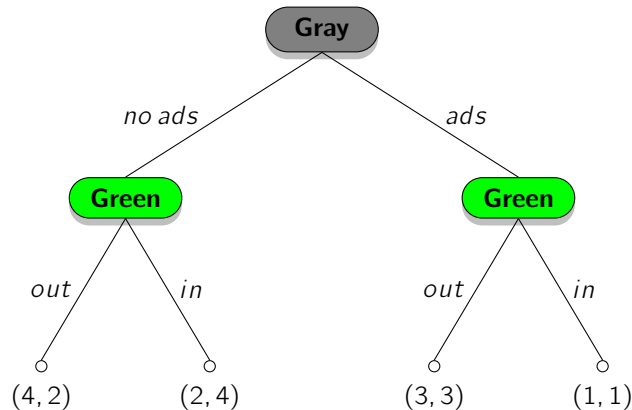 Gray
no ads
ads
Green
Green
out
in
out
in
(4, 2)
(2, 4)
(3, 3)
(1, 1)